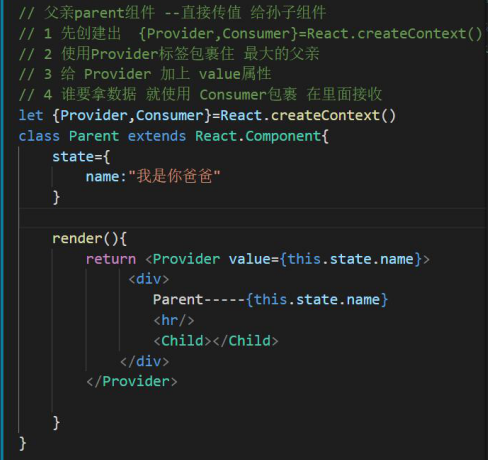 // 父亲parent组件 --直接传值 给孙子组件
// 1 先创建出  {Provider,Consumer}=React.createContext()
// 2 使用Provider标签包裹住 最大的父亲
// 3 给 Provider 加上 value属性
// 4 谁要拿数据 就使用 Consumer包裹 在里面接收
let {Provider,Consumer}=React.createContext()
class Parent extends React.Component{
    state={
        name:"我是你爸爸"
    }
    render(){
        return <Provider value={this.state.name}>
             <div>
                Parent-----{this.state.name}
                <hr/>
                <Child></Child>
            </div>
        </Provider>
    }
}